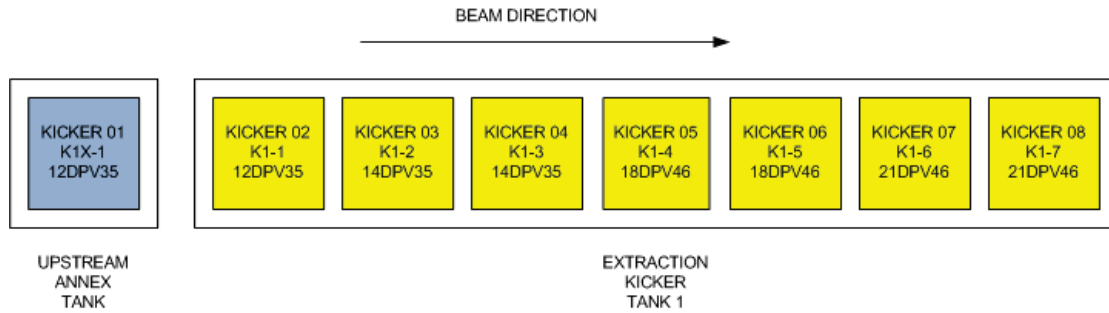 BEAM DIRECTION
KICKER 01
K1X-1
12DPV35
KICKER 02
K1-1
12DPV35
KICKER 03
K1-2
14DPV35
KICKER 04
K1-3
14DPV35
KICKER 05
K1-4
18DPV46
KICKER 06
K1-5
18DPV46
KICKER 07
K1-6
21DPV46
KICKER 08
K1-7
21DPV46
UPSTREAM
ANNEX
TANK
EXTRACTION
KICKER
TANK 1